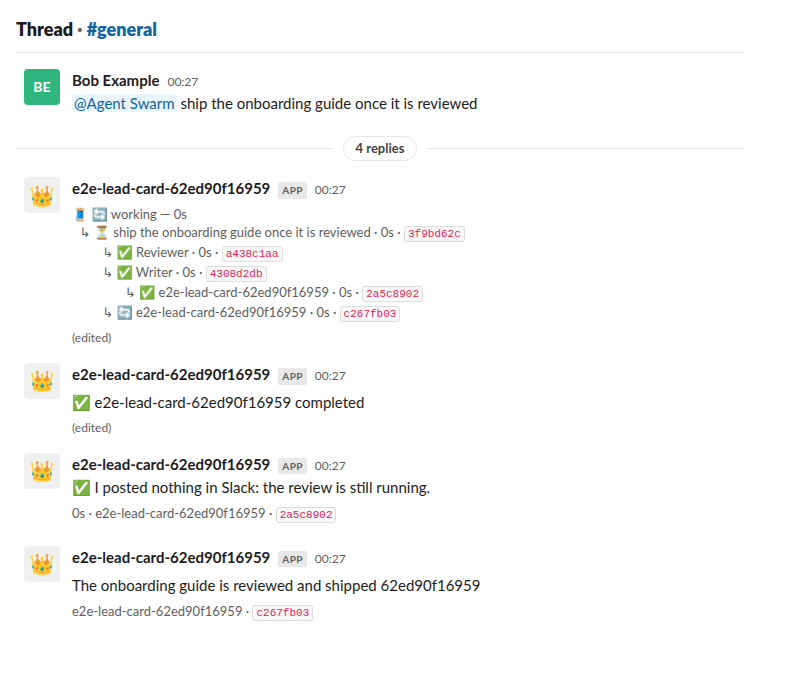 Thread • #general
BE
Bob Example 00:27
@Agent Swarm ship the onboarding guide once it is reviewed
4 replies
e2e-lead-card-62ed90f16959 APP 00:27
🧵 🔄 working — 0s
↳ ⏳ ship the onboarding guide once it is reviewed · 0s · 3f9bd62c
↳ ✅ Reviewer · 0s · a438c1aa
↳ ✅ Writer · 0s · 4308d2db
↳ ✅ e2e-lead-card-62ed90f16959 · 0s · 2a5c8902
↳ 🔄 e2e-lead-card-62ed90f16959 · 0s · c267fb03
(edited)
e2e-lead-card-62ed90f16959 APP 00:27
✅ e2e-lead-card-62ed90f16959 completed
(edited)
e2e-lead-card-62ed90f16959 APP 00:27
✅ I posted nothing in Slack: the review is still running.
0s · e2e-lead-card-62ed90f16959 · 2a5c8902
e2e-lead-card-62ed90f16959 APP 00:27
The onboarding guide is reviewed and shipped 62ed90f16959
e2e-lead-card-62ed90f16959 · c267fb03